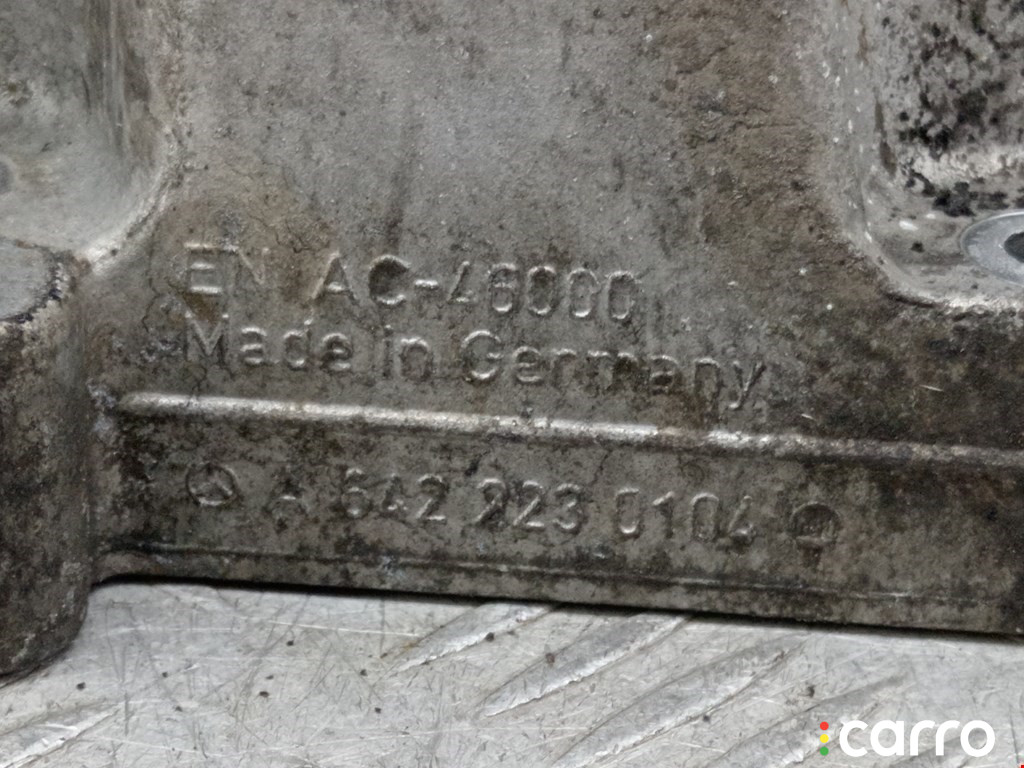 EN AC-46000
Made in Germany
A 642 223 0104
carro